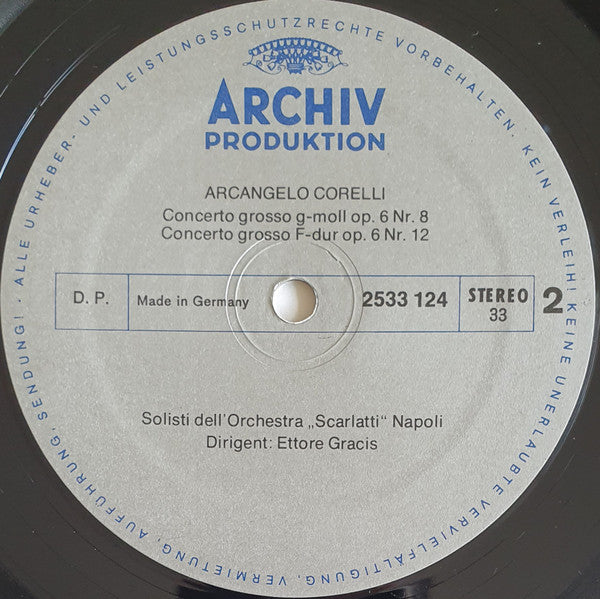 ALLE URHEBER- UND LEISTUNGSSCHUTZRECHTE VORBEHALTEN. KEIN VERLEIH! KEINE UNERLAUBTE VERVIELFÄLTIGUNG, VERMIETUNG, AUFFÜHRUNG, SENDUNG! ·
ARCHIV
PRODUKTION
ARCANGELO CORELLI
Concerto grosso g-moll op. 6 Nr. 8
Concerto grosso F-dur op. 6 Nr. 12
D. P. Made in Germany 2533 124 STEREO 33 2
Solisti dell'Orchestra „Scarlatti“ Napoli
Dirigent: Ettore Gracis